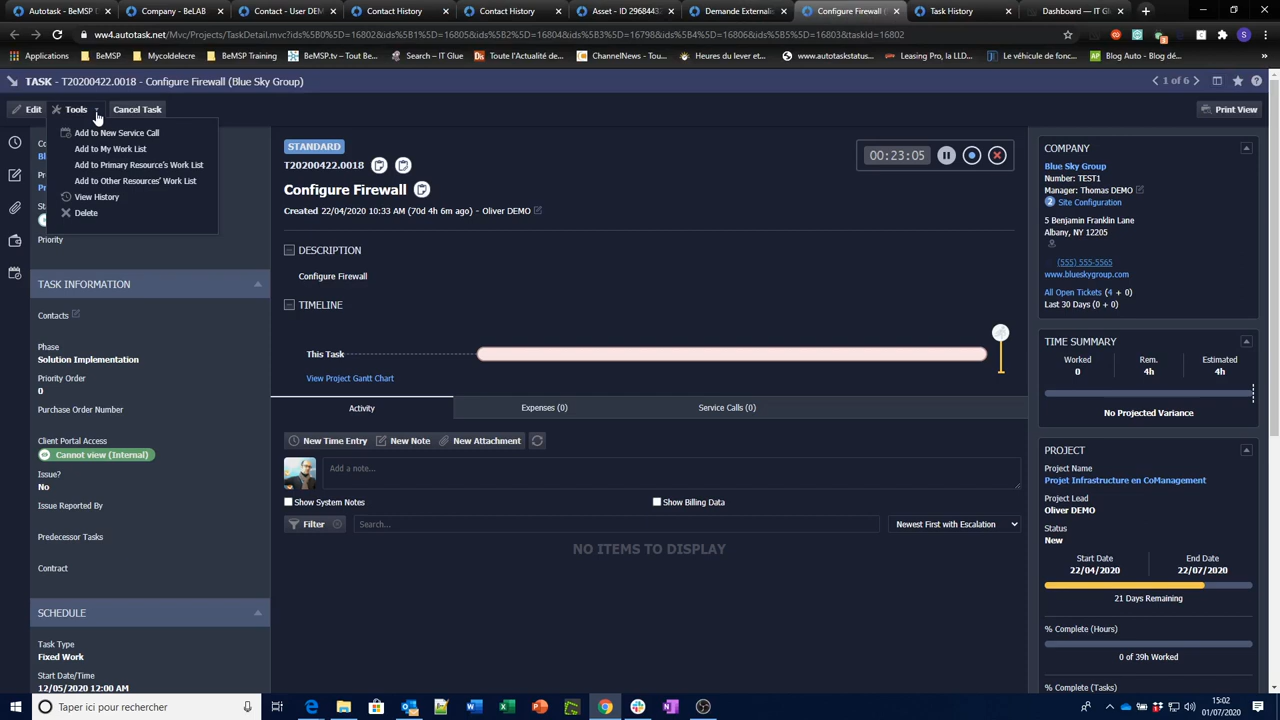 Autotask - BeMSP D
Company - BeLAB
Contact - User DEM
Contact History
Contact History
Asset - ID 2968443
Demande Externalis
Configure Firewall (
Task History
Dashboard — IT Gl
ww4.autotask.net/Mvc/Projects/TaskDetail.mvc?ids%5B0%5D=16802&ids%5B1%5D=16805&ids%5B2%5D=16804&ids%5B3%5D=16798&ids%5B4%5D=16806&ids%5B5%5D=16803&taskId=16802
Applications
BeMSP
Mycoldelecre
BeMSP Training
BeMSP.tv – Toute l'...
Search – IT Glue
Toute l'Actualité de...
ChannelNews : Tou...
Heures du lever et...
www.autotaskstatus...
Leasing Pro, la LLD...
Le véhicule de fonc...
Blog Auto - Blog dé...
TASK - T20200422.0018 - Configure Firewall (Blue Sky Group)
1 of 6
Edit
Tools
Cancel Task
Print View
Add to New Service Call
Add to My Work List
Add to Primary Resource's Work List
Add to Other Resources' Work List
View History
Delete
Priority
TASK INFORMATION
Contacts
Phase
Solution Implementation
Priority Order
0
Purchase Order Number
Client Portal Access
Cannot view (Internal)
Issue?
No
Issue Reported By
Predecessor Tasks
Contract
SCHEDULE
Task Type
Fixed Work
Start Date/Time
12/05/2020 12:00 AM
STANDARD
T20200422.0018
Configure Firewall
Created 22/04/2020 10:33 AM (70d 4h 6m ago) - Oliver DEMO
00:23:05
DESCRIPTION
Configure Firewall
TIMELINE
This Task
View Project Gantt Chart
Activity
Expenses (0)
Service Calls (0)
New Time Entry
New Note
New Attachment
Add a note...
Show System Notes
Show Billing Data
Filter
Search...
Newest First with Escalation
NO ITEMS TO DISPLAY
COMPANY
Blue Sky Group
Number: TEST1
Manager: Thomas DEMO
2 Site Configuration
5 Benjamin Franklin Lane
Albany, NY 12205
(555) 555-5565
www.blueskygroup.com
All Open Tickets (4 + 0)
Last 30 Days (0 + 0)
TIME SUMMARY
Worked
0
Rem.
4h
Estimated
4h
No Projected Variance
PROJECT
Project Name
Projet Infrastructure en CoManagement
Project Lead
Oliver DEMO
Status
New
Start Date
22/04/2020
End Date
22/07/2020
21 Days Remaining
% Complete (Hours)
0 of 39h Worked
% Complete (Tasks)
Taper ici pour rechercher
15:02
01/07/2020